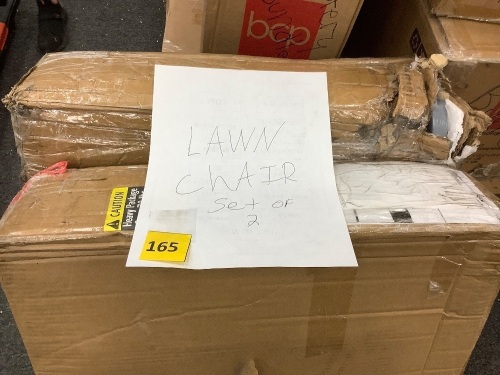 bcp
LAWN
CHAIR
Set OF
2
165
CAUTION
Heavy Package